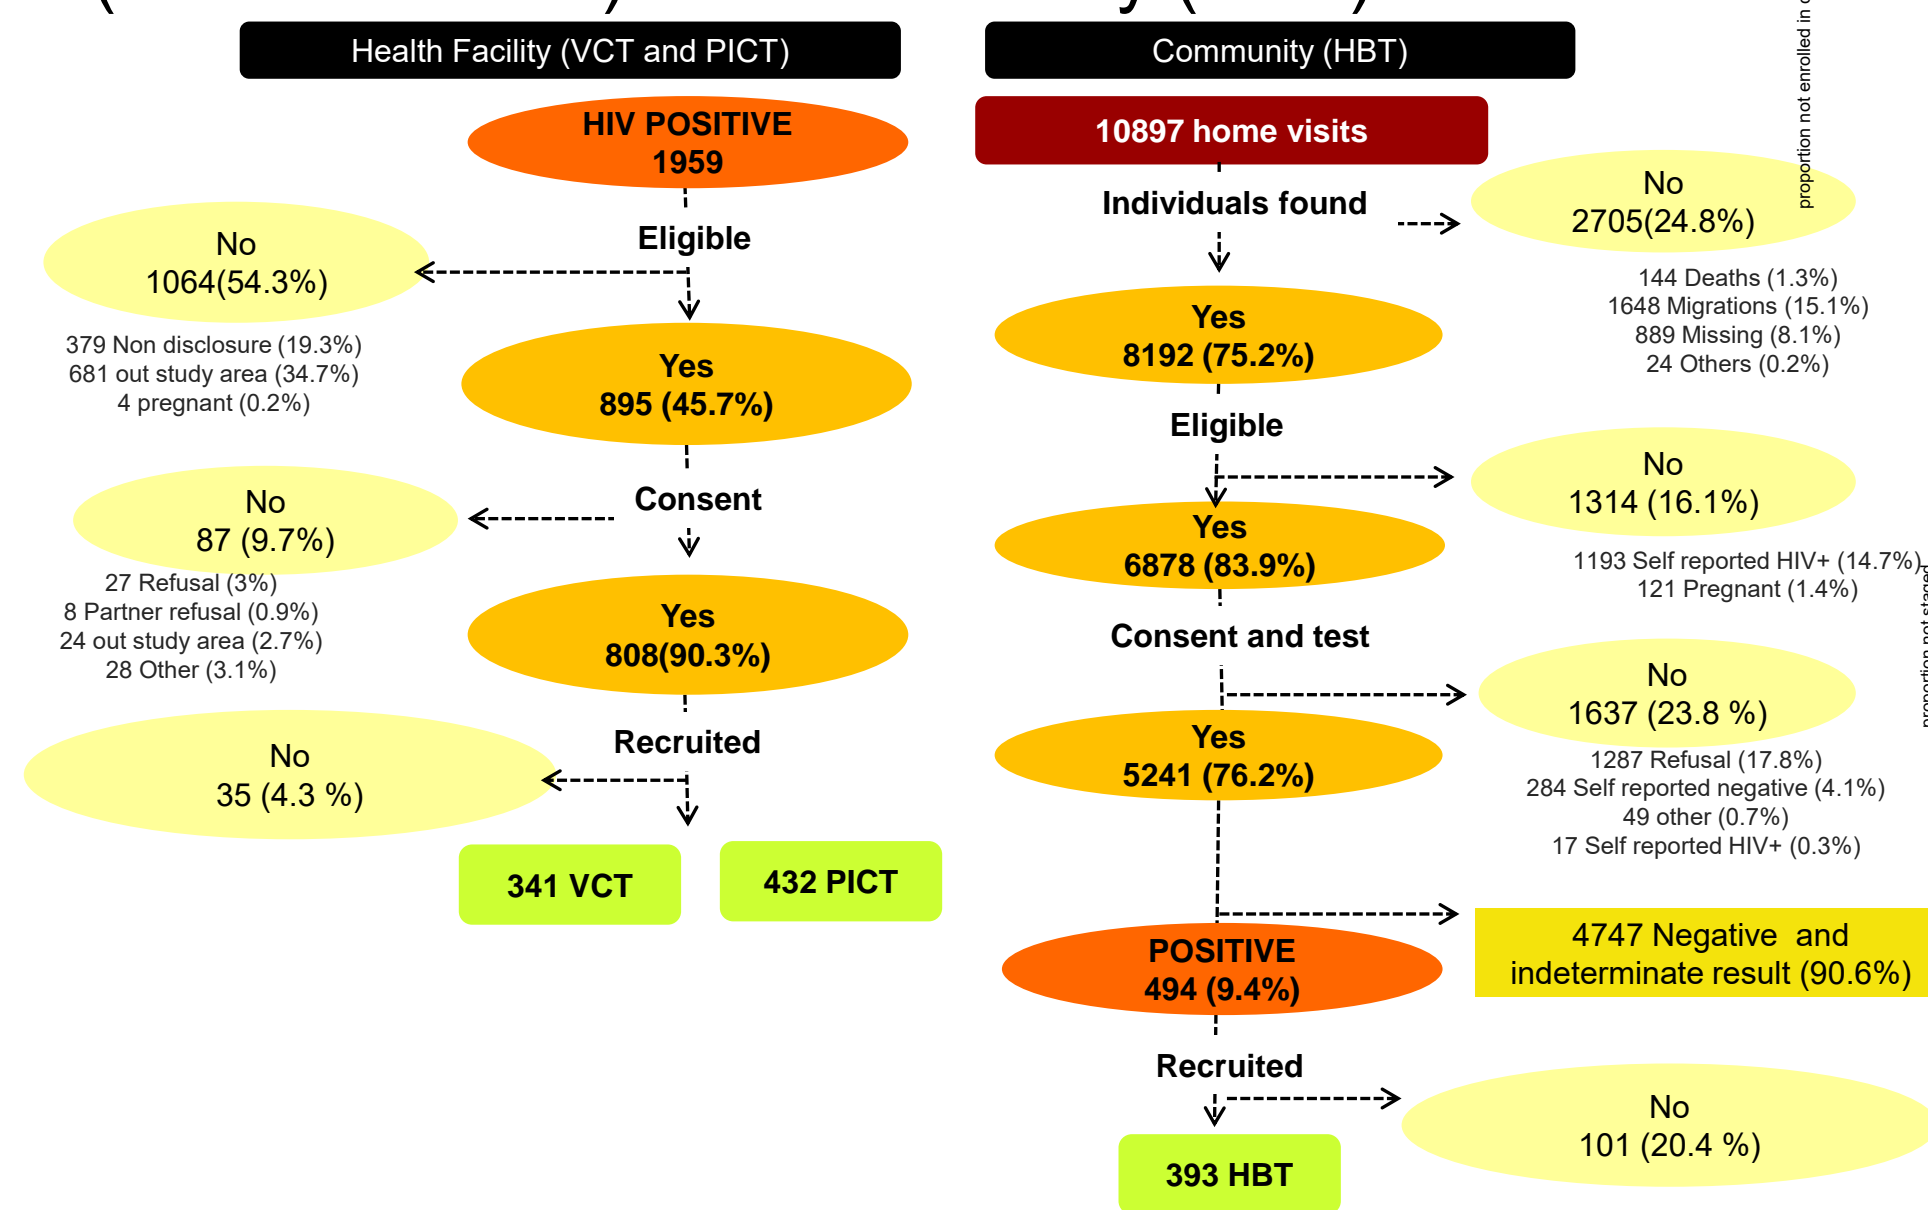 Health Facility (VCT and PICT)
HIV POSITIVE
1959
Eligible
No
1064(54.3%)
379 Non disclosure (19.3%)
681 out study area (34.7%)
4 pregnant (0.2%)
Yes
895 (45.7%)
Consent
No
87 (9.7%)
27 Refusal (3%)
8 Partner refusal (0.9%)
24 out study area (2.7%)
28 Other (3.1%)
Yes
808(90.3%)
Recruited
No
35 (4.3 %)
341 VCT
432 PICT
Community (HBT)
10897 home visits
Individuals found
No
2705(24.8%)
144 Deaths (1.3%)
1648 Migrations (15.1%)
889 Missing (8.1%)
24 Others (0.2%)
Yes
8192 (75.2%)
Eligible
No
1314 (16.1%)
1193 Self reported HIV+ (14.7%)
121 Pregnant (1.4%)
Yes
6878 (83.9%)
Consent and test
No
1637 (23.8 %)
1287 Refusal (17.8%)
284 Self reported negative (4.1%)
49 other (0.7%)
17 Self reported HIV+ (0.3%)
Yes
5241 (76.2%)
4747 Negative  and
indeterminate result (90.6%)
POSITIVE
494 (9.4%)
Recruited
No
101 (20.4 %)
393 HBT
proportion not enrolled in
proportion not staged